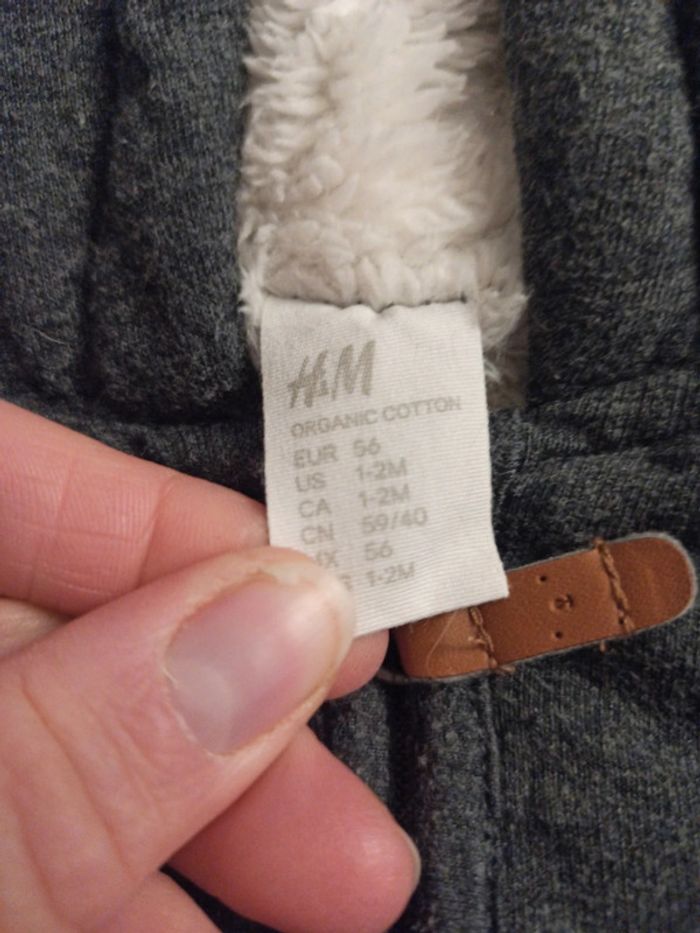 H&M
ORGANIC COTTON
EUR 56
US 1-2M
CA 1-2M
CN 59/40
56
1-2M